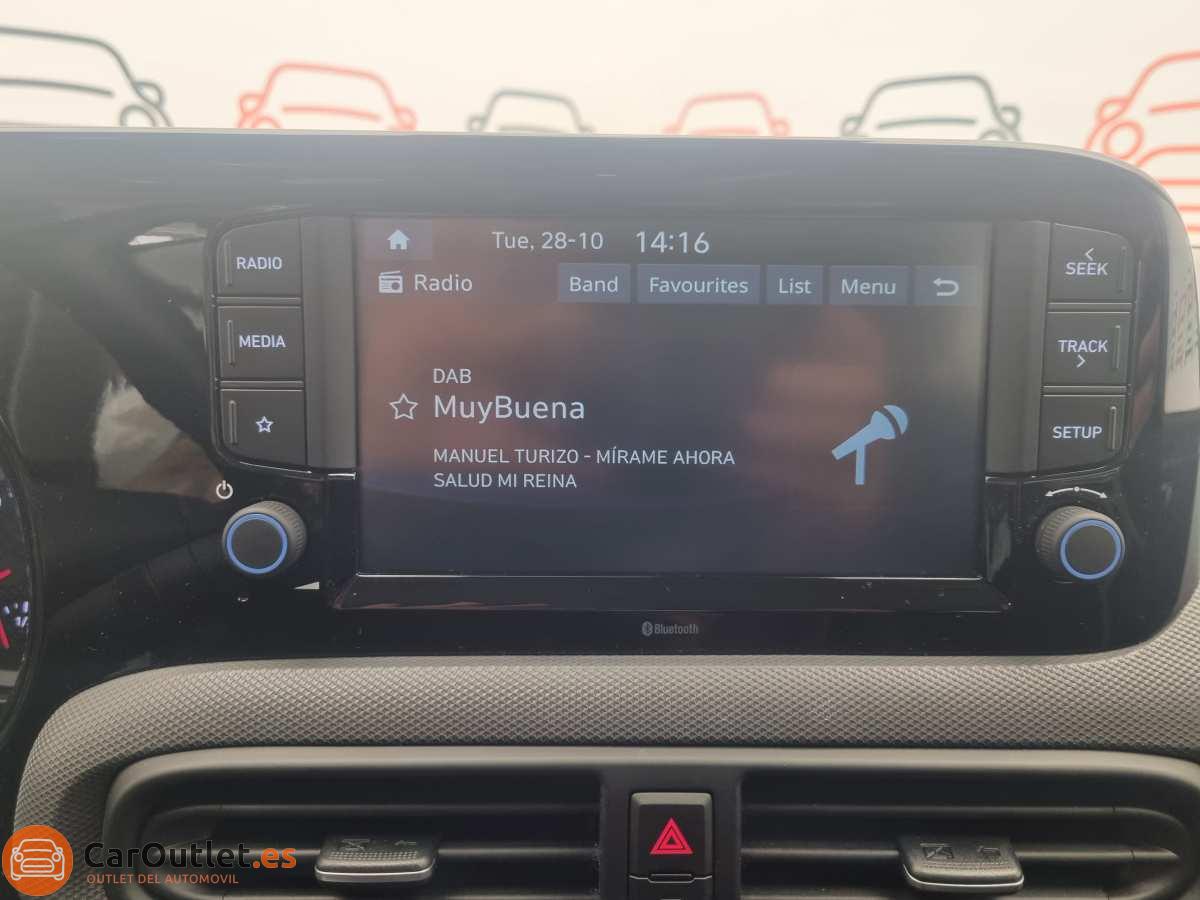 Tue, 28-10 14:16
RADIO
MEDIA
Radio
Band Favourites List Menu
DAB
MuyBuena
MANUEL TURIZO - MÍRAME AHORA
SALUD MI REINA
SEEK
TRACK
SETUP
Bluetooth
CarOutlet.es
OUTLET DEL AUTOMOVIL